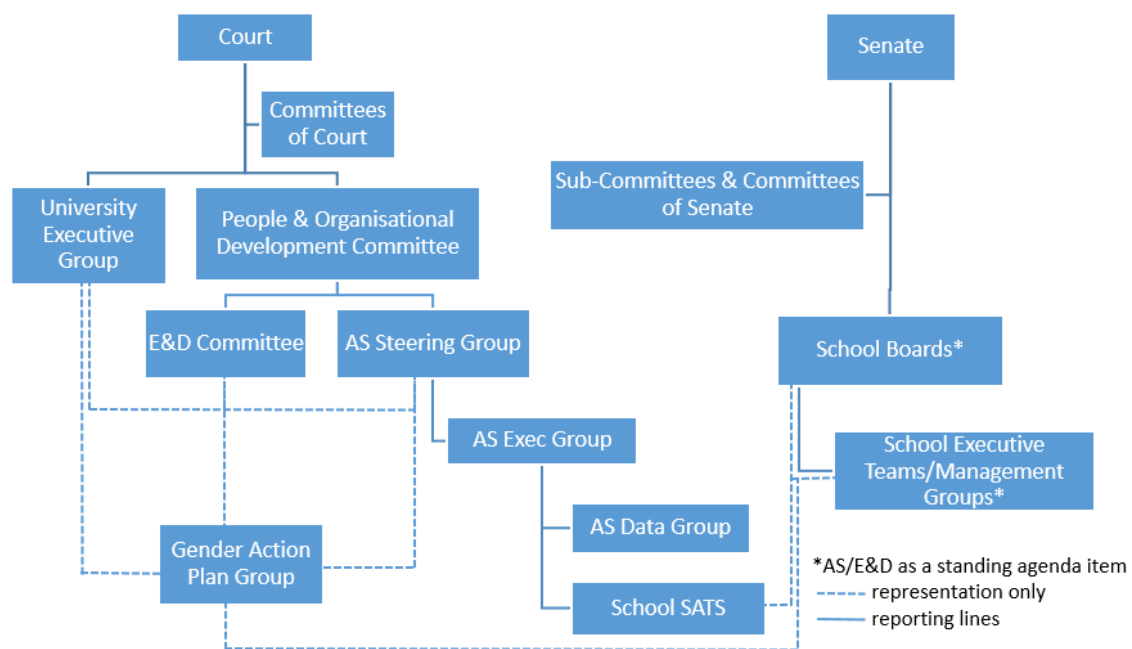 Court
Senate
Committees
of Court
Sub-Committees & Committees
of Senate
University
Executive
Group
People & Organisational
Development Committee
E&D Committee
AS Steering Group
School Boards*
AS Exec Group
School Executive
Teams/Management
Groups*
AS Data Group
Gender Action
Plan Group
School SATS
*AS/E&D as a standing agenda item
representation only
reporting lines